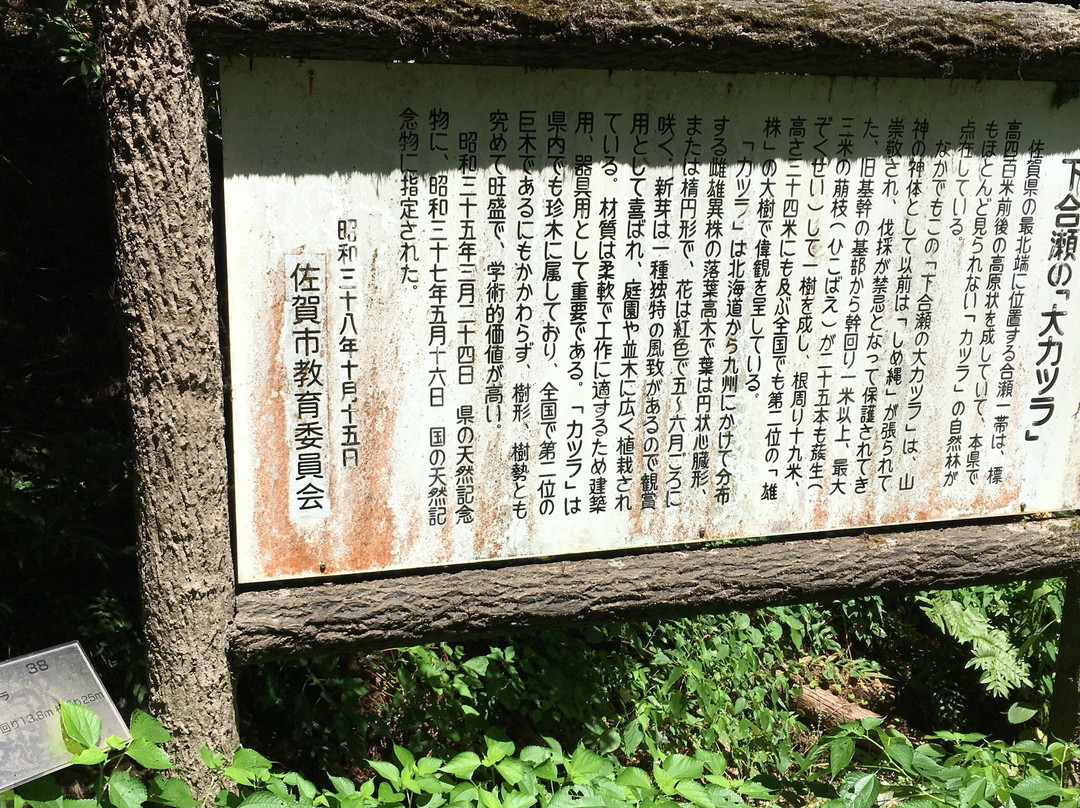 下合瀬の「大カツラ」
佐賀県の最北端に位置する合瀬一帯は、標
高四百米前後の高原状を成していて、本県で
もほとんど見られない「カツラ」の自然林が
点在している。
なかでもこの「下合瀬の大カツラ」は、山
神の神体として以前は「しめ縄」が張られて
崇敬され、伐採が禁忌となって保護されてき
た、旧基幹の基部から幹回り一米以上、最大
三米の萠枝(ひこばえ)が二十五本も蔟生(
ぞくせい)して一樹を成し、根周り十九米、
高さ三十四米にも及ぶ全国でも第二位の「雄
株」の大樹で偉観を呈している。
「カツラ」は北海道から九州にかけて分布
する雌雄異株の落葉高木で葉は円状心臓形、
または楕円形で、花は紅色で五〜六月ごろに
咲く、新芽は一種独特の風致があるので観賞
用として喜ばれ、庭園や並木に広く植栽され
ている。材質は柔軟で工作に適するため建築
用、器具用として重要である。「カツラ」は
県内でも珍木に属しており、全国で第二位の
巨木であるにもかかわらず、樹形、樹勢とも
究めて旺盛で、学術的価値が高い。
昭和三十五年三月二十四日 県の天然記念
物に、昭和三十七年五月十六日 国の天然記
念物に指定された。
昭和三十八年十月十五日
佐賀市教育委員会
38
ラ
回り13.8m
25m